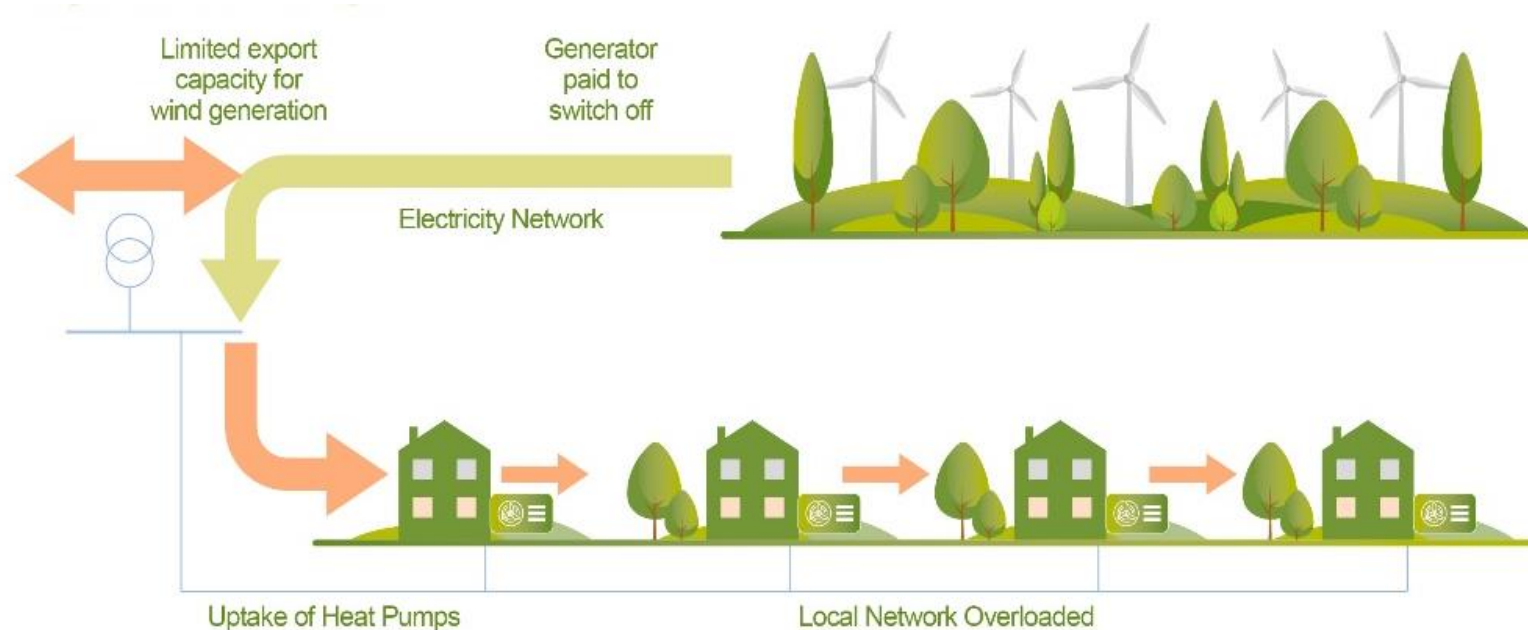 Limited export
capacity for
wind generation
Generator
paid to
switch off
Electricity Network
Uptake of Heat Pumps
Local Network Overloaded